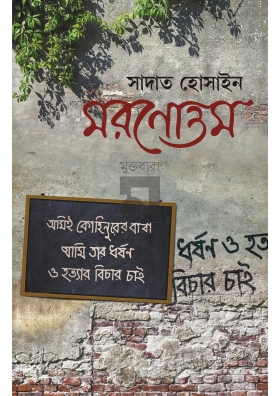 সাদাত হোসাইন
মরণোত্তম
মুক্তধারা
আমিই কোহিনুরের বাবা
আমি তার ধর্ষণ
ও হত্যার বিচার চাই
ধর্ষণ ও হত্য
বিচার চাই